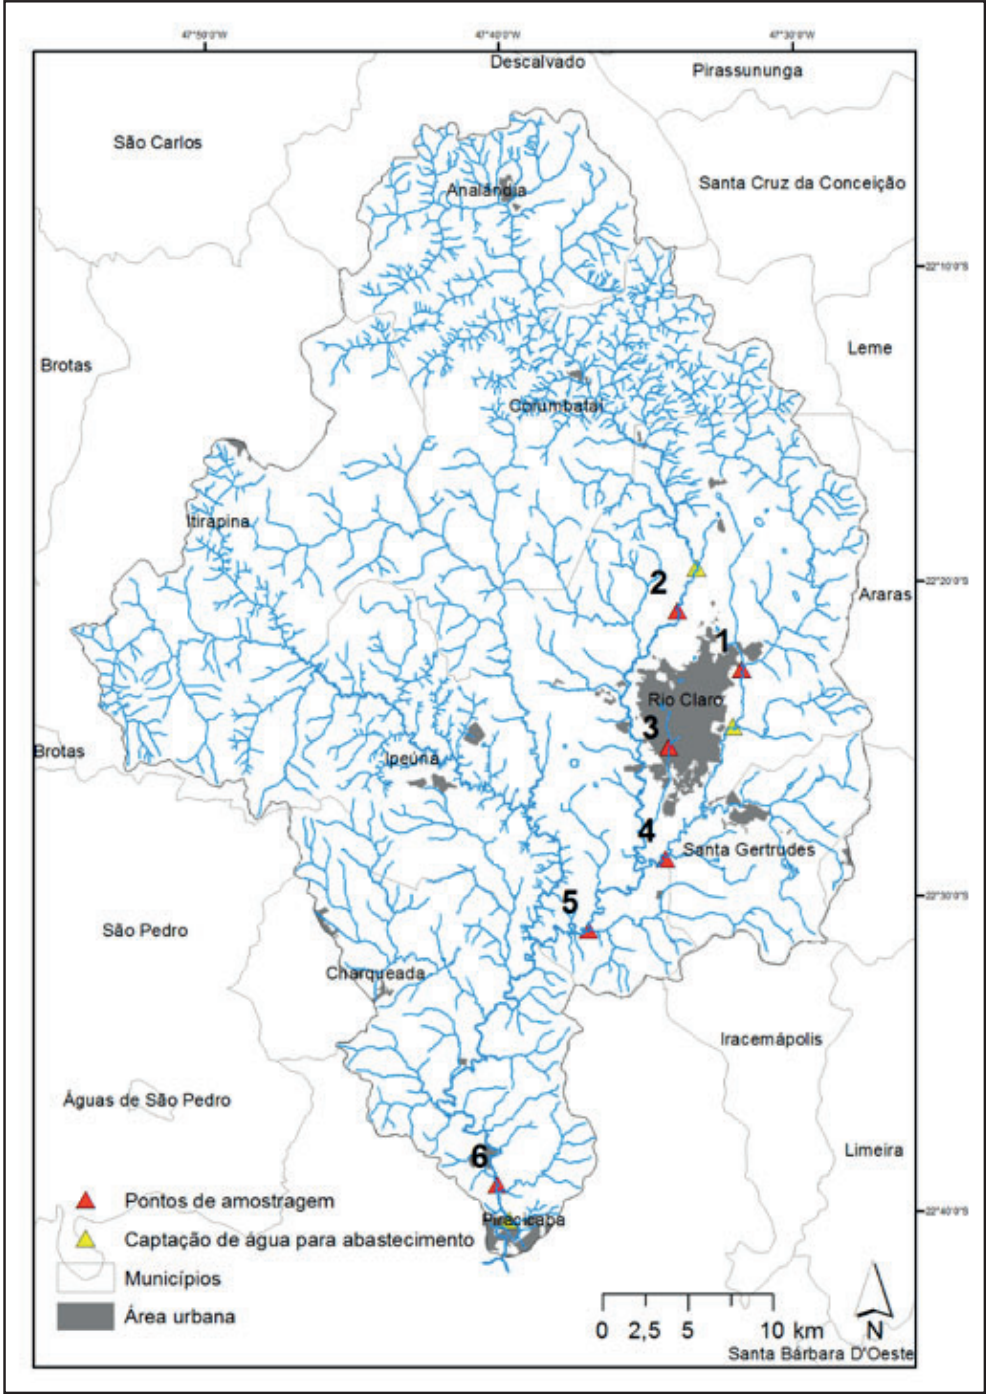 47°50'0"W
47°40'0"W
47°30'0"W
Descalvado
Pirassununga
São Carlos
Santa Cruz da Conceição
Analândia
22°10'0"S
Leme
Brotas
Corumbataí
Itirapina
22°20'0"S
2
Araras
1
Rio Claro
3
Brotas
Ipeúna
4
Santa Gertrudes
5
22°30'0"S
São Pedro
Charqueada
Iracemápolis
Águas de São Pedro
Limeira
6
Pontos de amostragem
22°40'0"S
Piracicaba
Captação de água para abastecimento
Municípios
Área urbana
0 2,5 5 10 km
N
Santa Bárbara D'Oeste